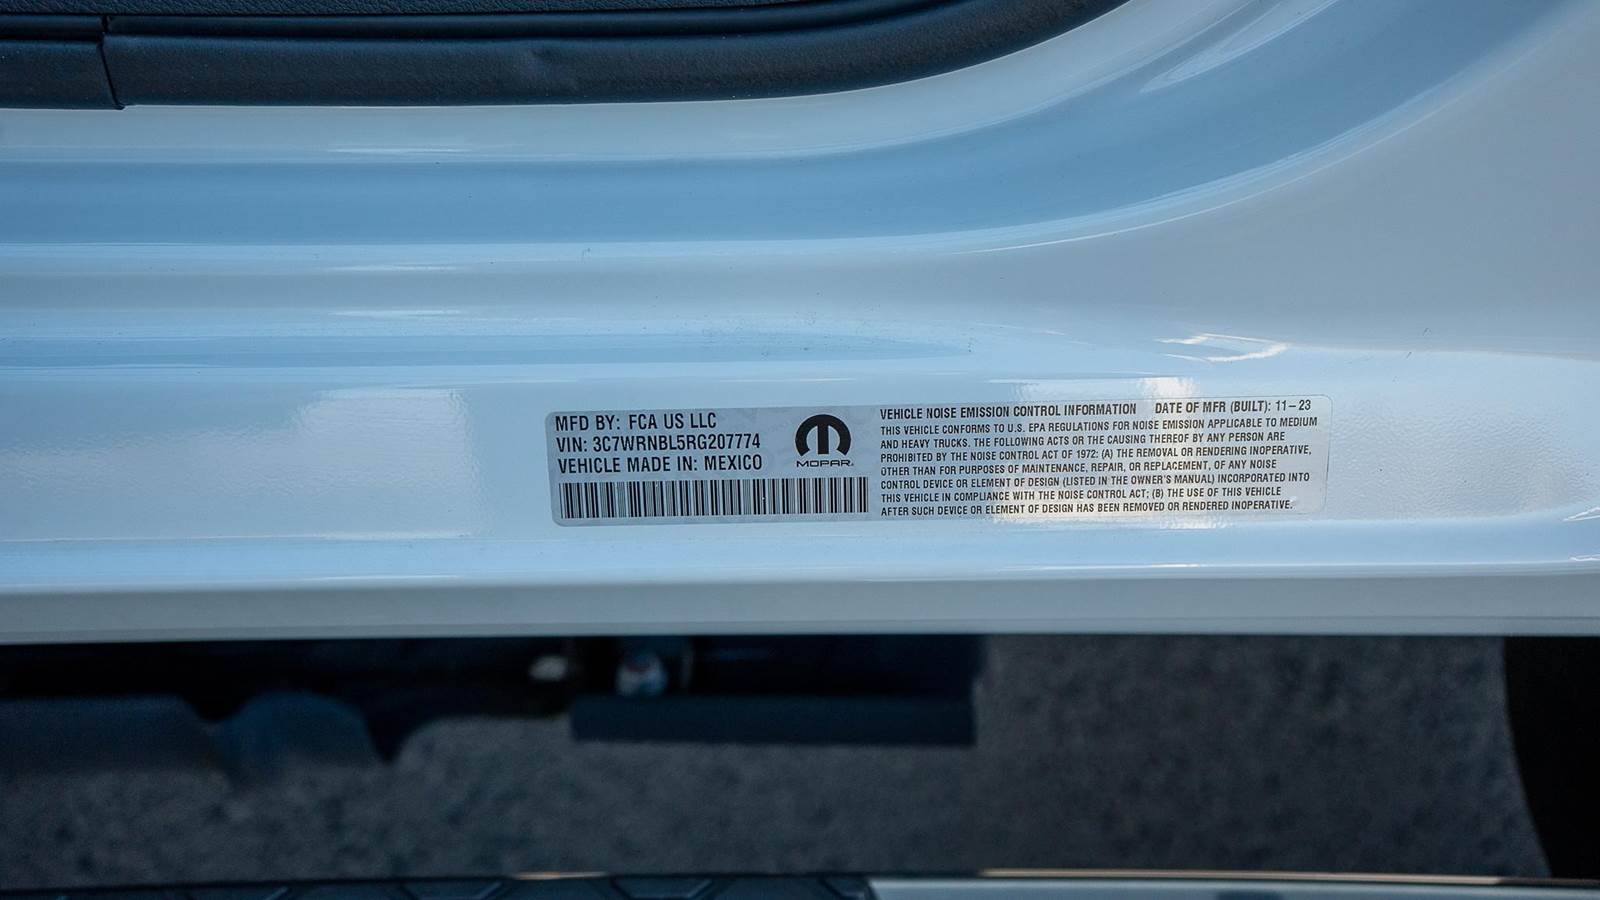 MFD BY: FCA US LLC
VIN: 3C7WRNBL5RG207774
VEHICLE MADE IN: MEXICO
MOPAR
VEHICLE NOISE EMISSION CONTROL INFORMATION DATE OF MFR (BUILT): 11-23
THIS VEHICLE CONFORMS TO U.S. EPA REGULATIONS FOR NOISE EMISSION APPLICABLE TO MEDIUM
AND HEAVY TRUCKS. THE FOLLOWING ACTS OR THE CAUSING THEREOF BY ANY PERSON ARE
PROHIBITED BY THE NOISE CONTROL ACT OF 1972: (A) THE REMOVAL OR RENDERING INOPERATIVE,
OTHER THAN FOR PURPOSES OF MAINTENANCE, REPAIR, OR REPLACEMENT, OF ANY NOISE
CONTROL DEVICE OR ELEMENT OF DESIGN (LISTED IN THE OWNER'S MANUAL) INCORPORATED INTO
THIS VEHICLE IN COMPLIANCE WITH THE NOISE CONTROL ACT; (B) THE USE OF THIS VEHICLE
AFTER SUCH DEVICE OR ELEMENT OF DESIGN HAS BEEN REMOVED OR RENDERED INOPERATIVE.